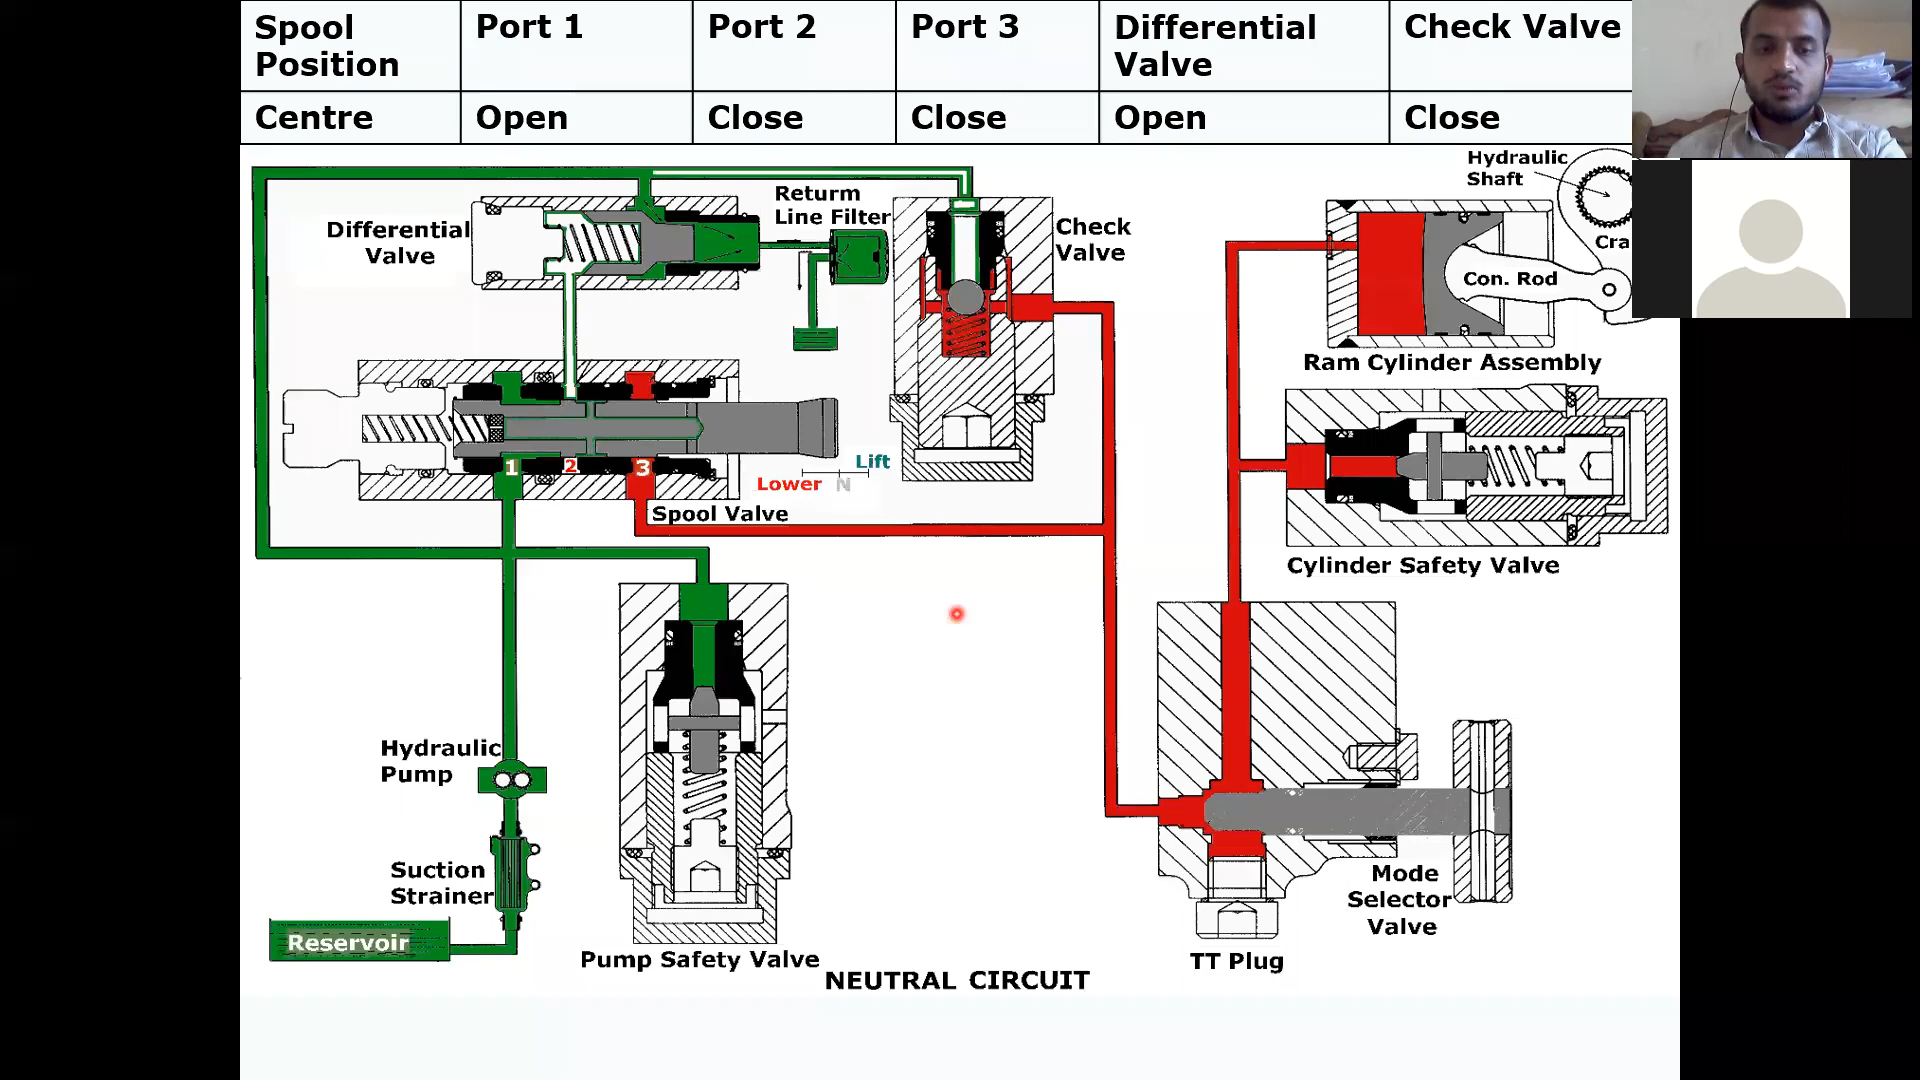 Spool Position
Port 1
Port 2
Port 3
Differential Valve
Check Valve
Centre
Open
Close
Close
Open
Close
Hydraulic
Shaft
Cra
Returm
Line Filter
Differential
Valve
Check
Valve
Con. Rod
Ram Cylinder Assembly
1
2
3
Lift
Lower
N
Spool Valve
Cylinder Safety Valve
Hydraulic
Pump
Suction
Strainer
Reservoir
Pump Safety Valve
Mode
Selector
Valve
TT Plug
NEUTRAL CIRCUIT